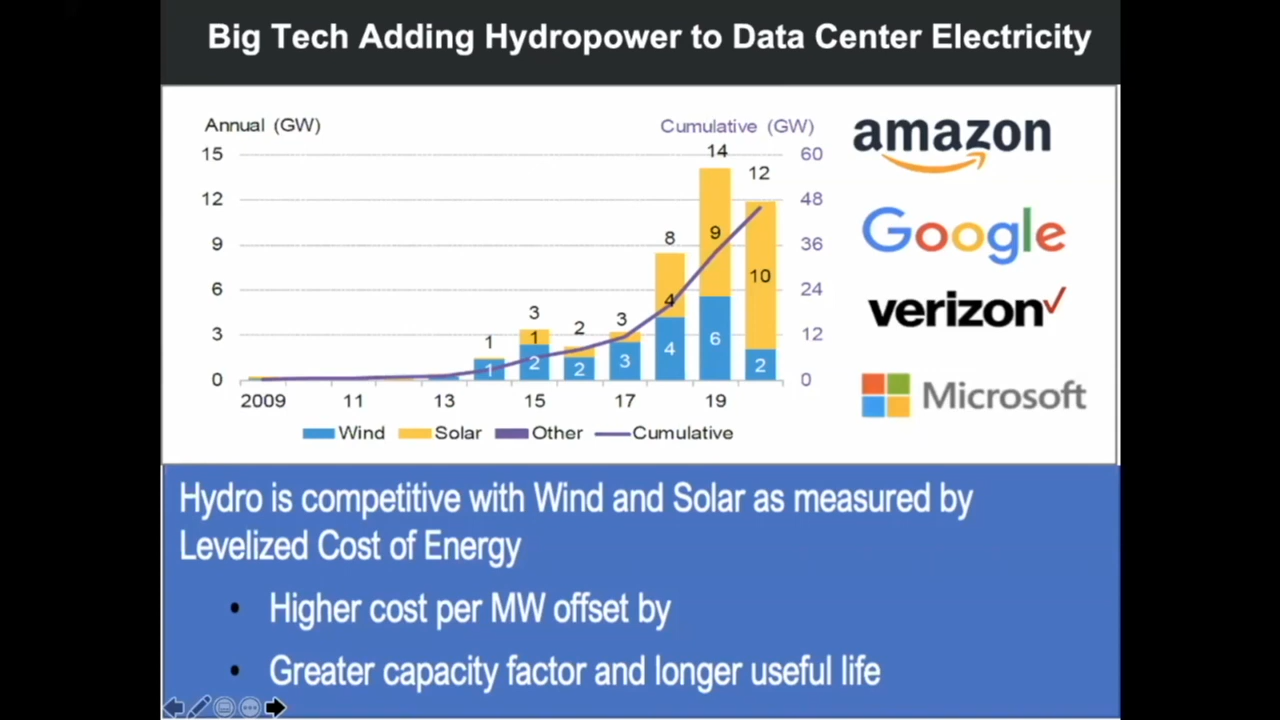 Big Tech Adding Hydropower to Data Center Electricity
Annual (GW)
Cumulative (GW)
15
12
9
6
3
0
60
48
36
24
12
0
1
1
3
1
2
2
2
3
3
8
4
4
14
9
6
12
10
2
2009
11
13
15
17
19
Wind
Solar
Other
Cumulative
amazon
Google
verizon✓
Microsoft
Hydro is competitive with Wind and Solar as measured by
Levelized Cost of Energy
• Higher cost per MW offset by
• Greater capacity factor and longer useful life